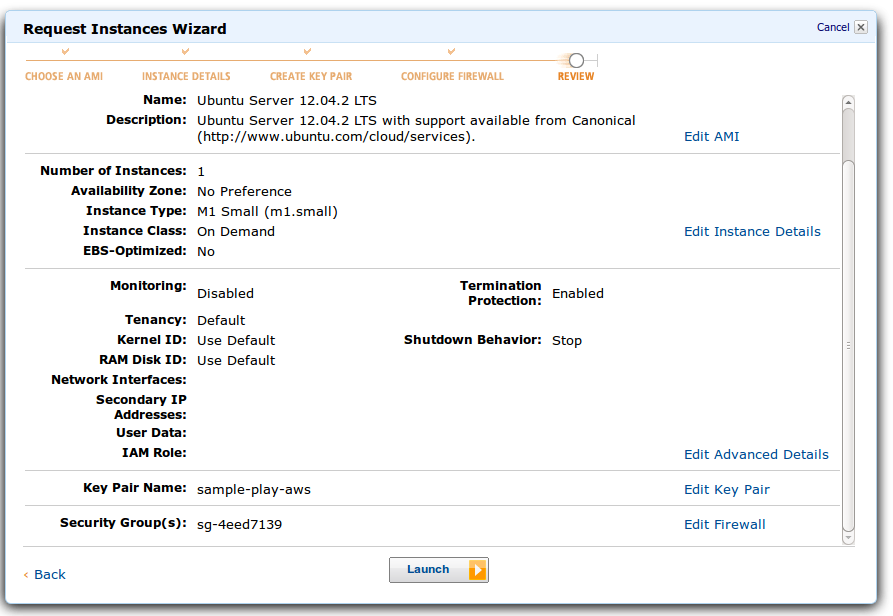 Request Instances Wizard
Cancel
CHOOSE AN AMI INSTANCE DETAILS CREATE KEY PAIR CONFIGURE FIREWALL REVIEW
Name: Ubuntu Server 12.04.2 LTS
Description: Ubuntu Server 12.04.2 LTS with support available from Canonical
(http://www.ubuntu.com/cloud/services). Edit AMI
Number of Instances: 1
Availability Zone: No Preference
Instance Type: M1 Small (m1.small)
Instance Class: On Demand Edit Instance Details
EBS-Optimized: No
Monitoring: Disabled Termination
Protection: Enabled
Tenancy: Default
Kernel ID: Use Default Shutdown Behavior: Stop
RAM Disk ID: Use Default
Network Interfaces:
Secondary IP
Addresses:
User Data:
IAM Role: Edit Advanced Details
Key Pair Name: sample-play-aws Edit Key Pair
Security Group(s): sg-4eed7139 Edit Firewall
‹ Back Launch